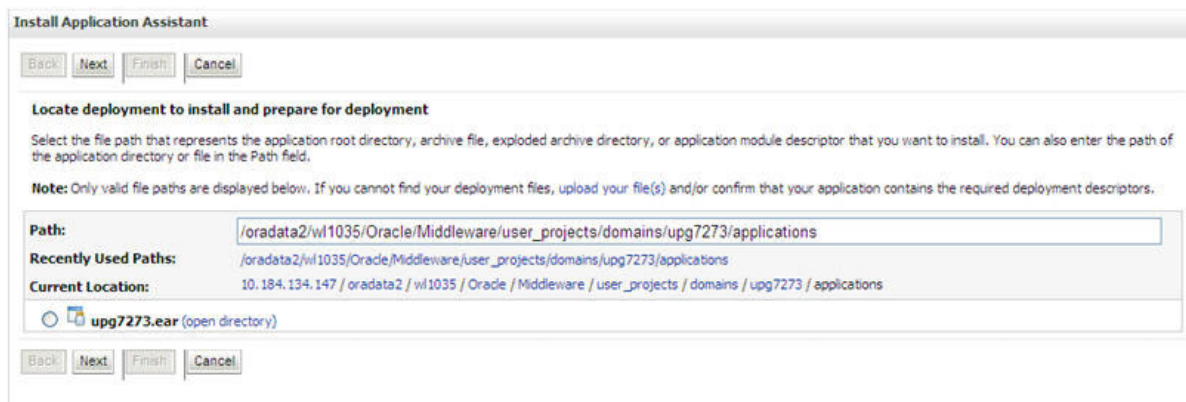 Install Application Assistant
Back Next Finish Cancel
Locate deployment to install and prepare for deployment
Select the file path that represents the application root directory, archive file, exploded archive directory, or application module descriptor that you want to install. You can also enter the path of
the application directory or file in the Path field.
Note: Only valid file paths are displayed below. If you cannot find your deployment files, upload your file(s) and/or confirm that your application contains the required deployment descriptors.
Path: /oradata2/wl1035/Oracle/Middleware/user_projects/domains/upg7273/applications
Recently Used Paths: /oradata2/wl1035/Oracle/Middleware/user_projects/domains/upg7273/applications
Current Location: 10.184.134.147 / oradata2 / wl1035 / Oracle / Middleware / user_projects / domains / upg7273 / applications
upg7273.ear (open directory)
Back Next Finish Cancel